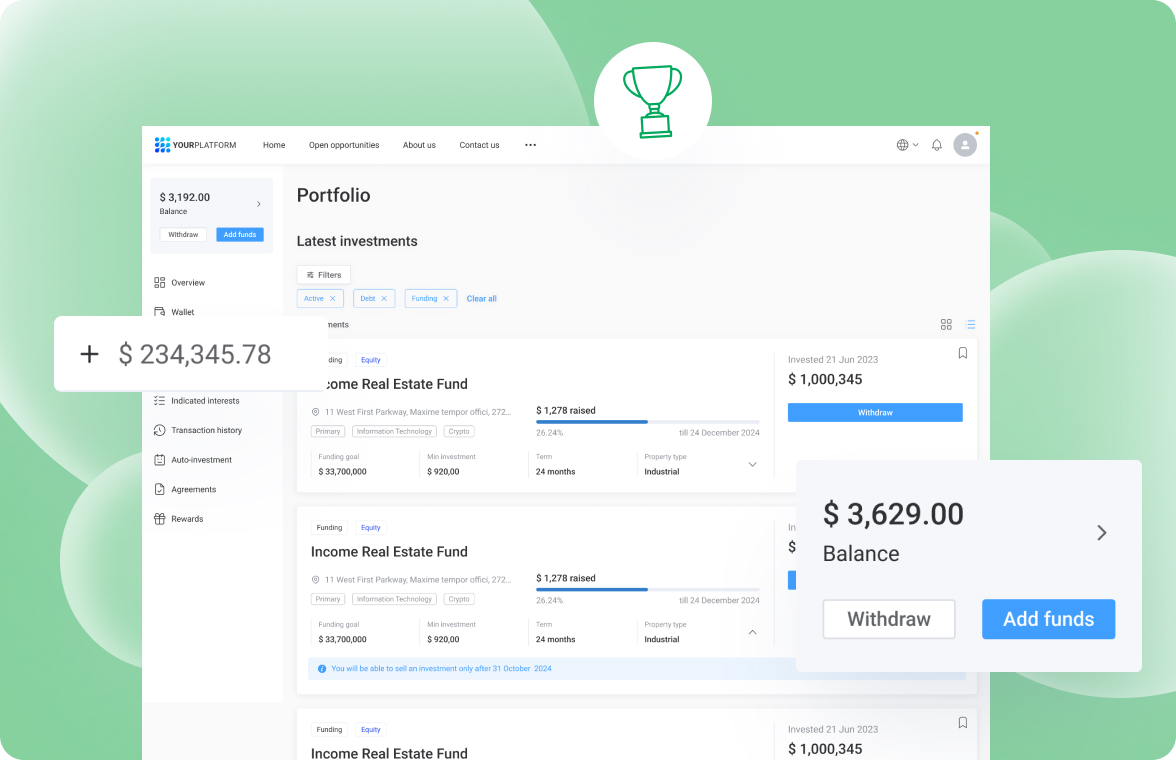 YOURPLATFORM
Home
Open opportunities
About us
Contact us
$ 3,192.00
Balance
Withdraw
Add funds
Overview
Wallet
+ $ 234,345.78
Indicated interests
Transaction history
Auto-investment
Agreements
Rewards
Portfolio
Latest investments
Filters
Active
Debt
Funding
Clear all
Equity
Income Real Estate Fund
11 West First Parkway, Maxime tempor offici, 272...
Primary
Information Technology
Crypto
$ 1,278 raised
26.24%
till 24 December 2024
Funding goal
$ 33,700,000
Min investment
$ 920,00
Term
24 months
Property type
Industrial
Invested 21 Jun 2023
$ 1,000,345
Withdraw
Funding
Equity
Income Real Estate Fund
11 West First Parkway, Maxime tempor offici, 272...
Primary
Information Technology
Crypto
$ 1,278 raised
26.24%
till 24 December 2024
Funding goal
$ 33,700,000
Min investment
$ 920,00
Term
24 months
Property type
Industrial
You will be able to sell an investment only after 31 October 2024
$
$ 3,629.00
Balance
Withdraw
Add funds
Funding
Equity
Income Real Estate Fund
Invested 21 Jun 2023
$ 1,000,345